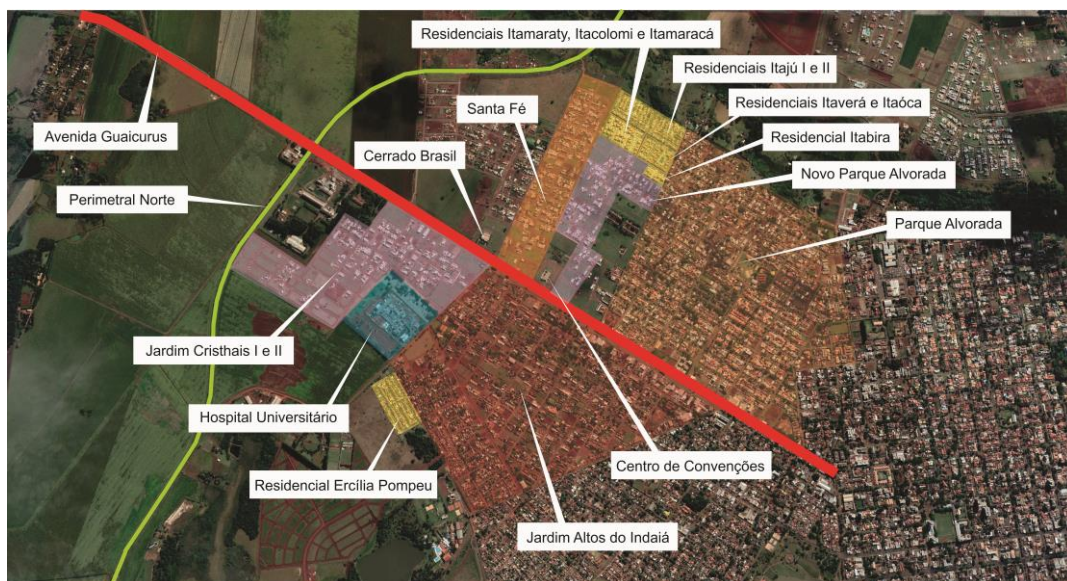 Residenciais Itamaraty, Itacolomi e Itamaracá
Residenciais Itajú I e II
Santa Fé
Residenciais Itaverá e Itaóca
Avenida Guaicurus
Residencial Itabira
Cerrado Brasil
Novo Parque Alvorada
Perimetral Norte
Parque Alvorada
Jardim Cristhais I e II
Hospital Universitário
Centro de Convenções
Residencial Ercília Pompeu
Jardim Altos do Indaiá